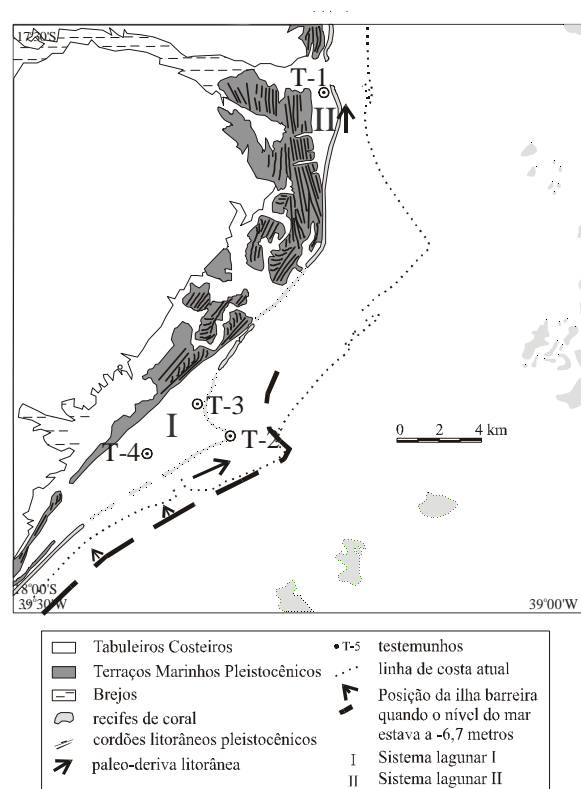 17°30'S
T-1
II
T-3
I
T-2
T-4
0 2 4 km
18°00'S
39°30'W
39°00'W
Tabuleiros Costeiros
Terraços Marinhos Pleistocênicos
Brejos
recifes de coral
cordões litorâneos pleistocênicos
paleo-deriva litorânea
T-5 testemunhos
linha de costa atual
Posição da ilha barreira
quando o nível do mar
estava a -6,7 metros
I Sistema lagunar I
II Sistema lagunar II